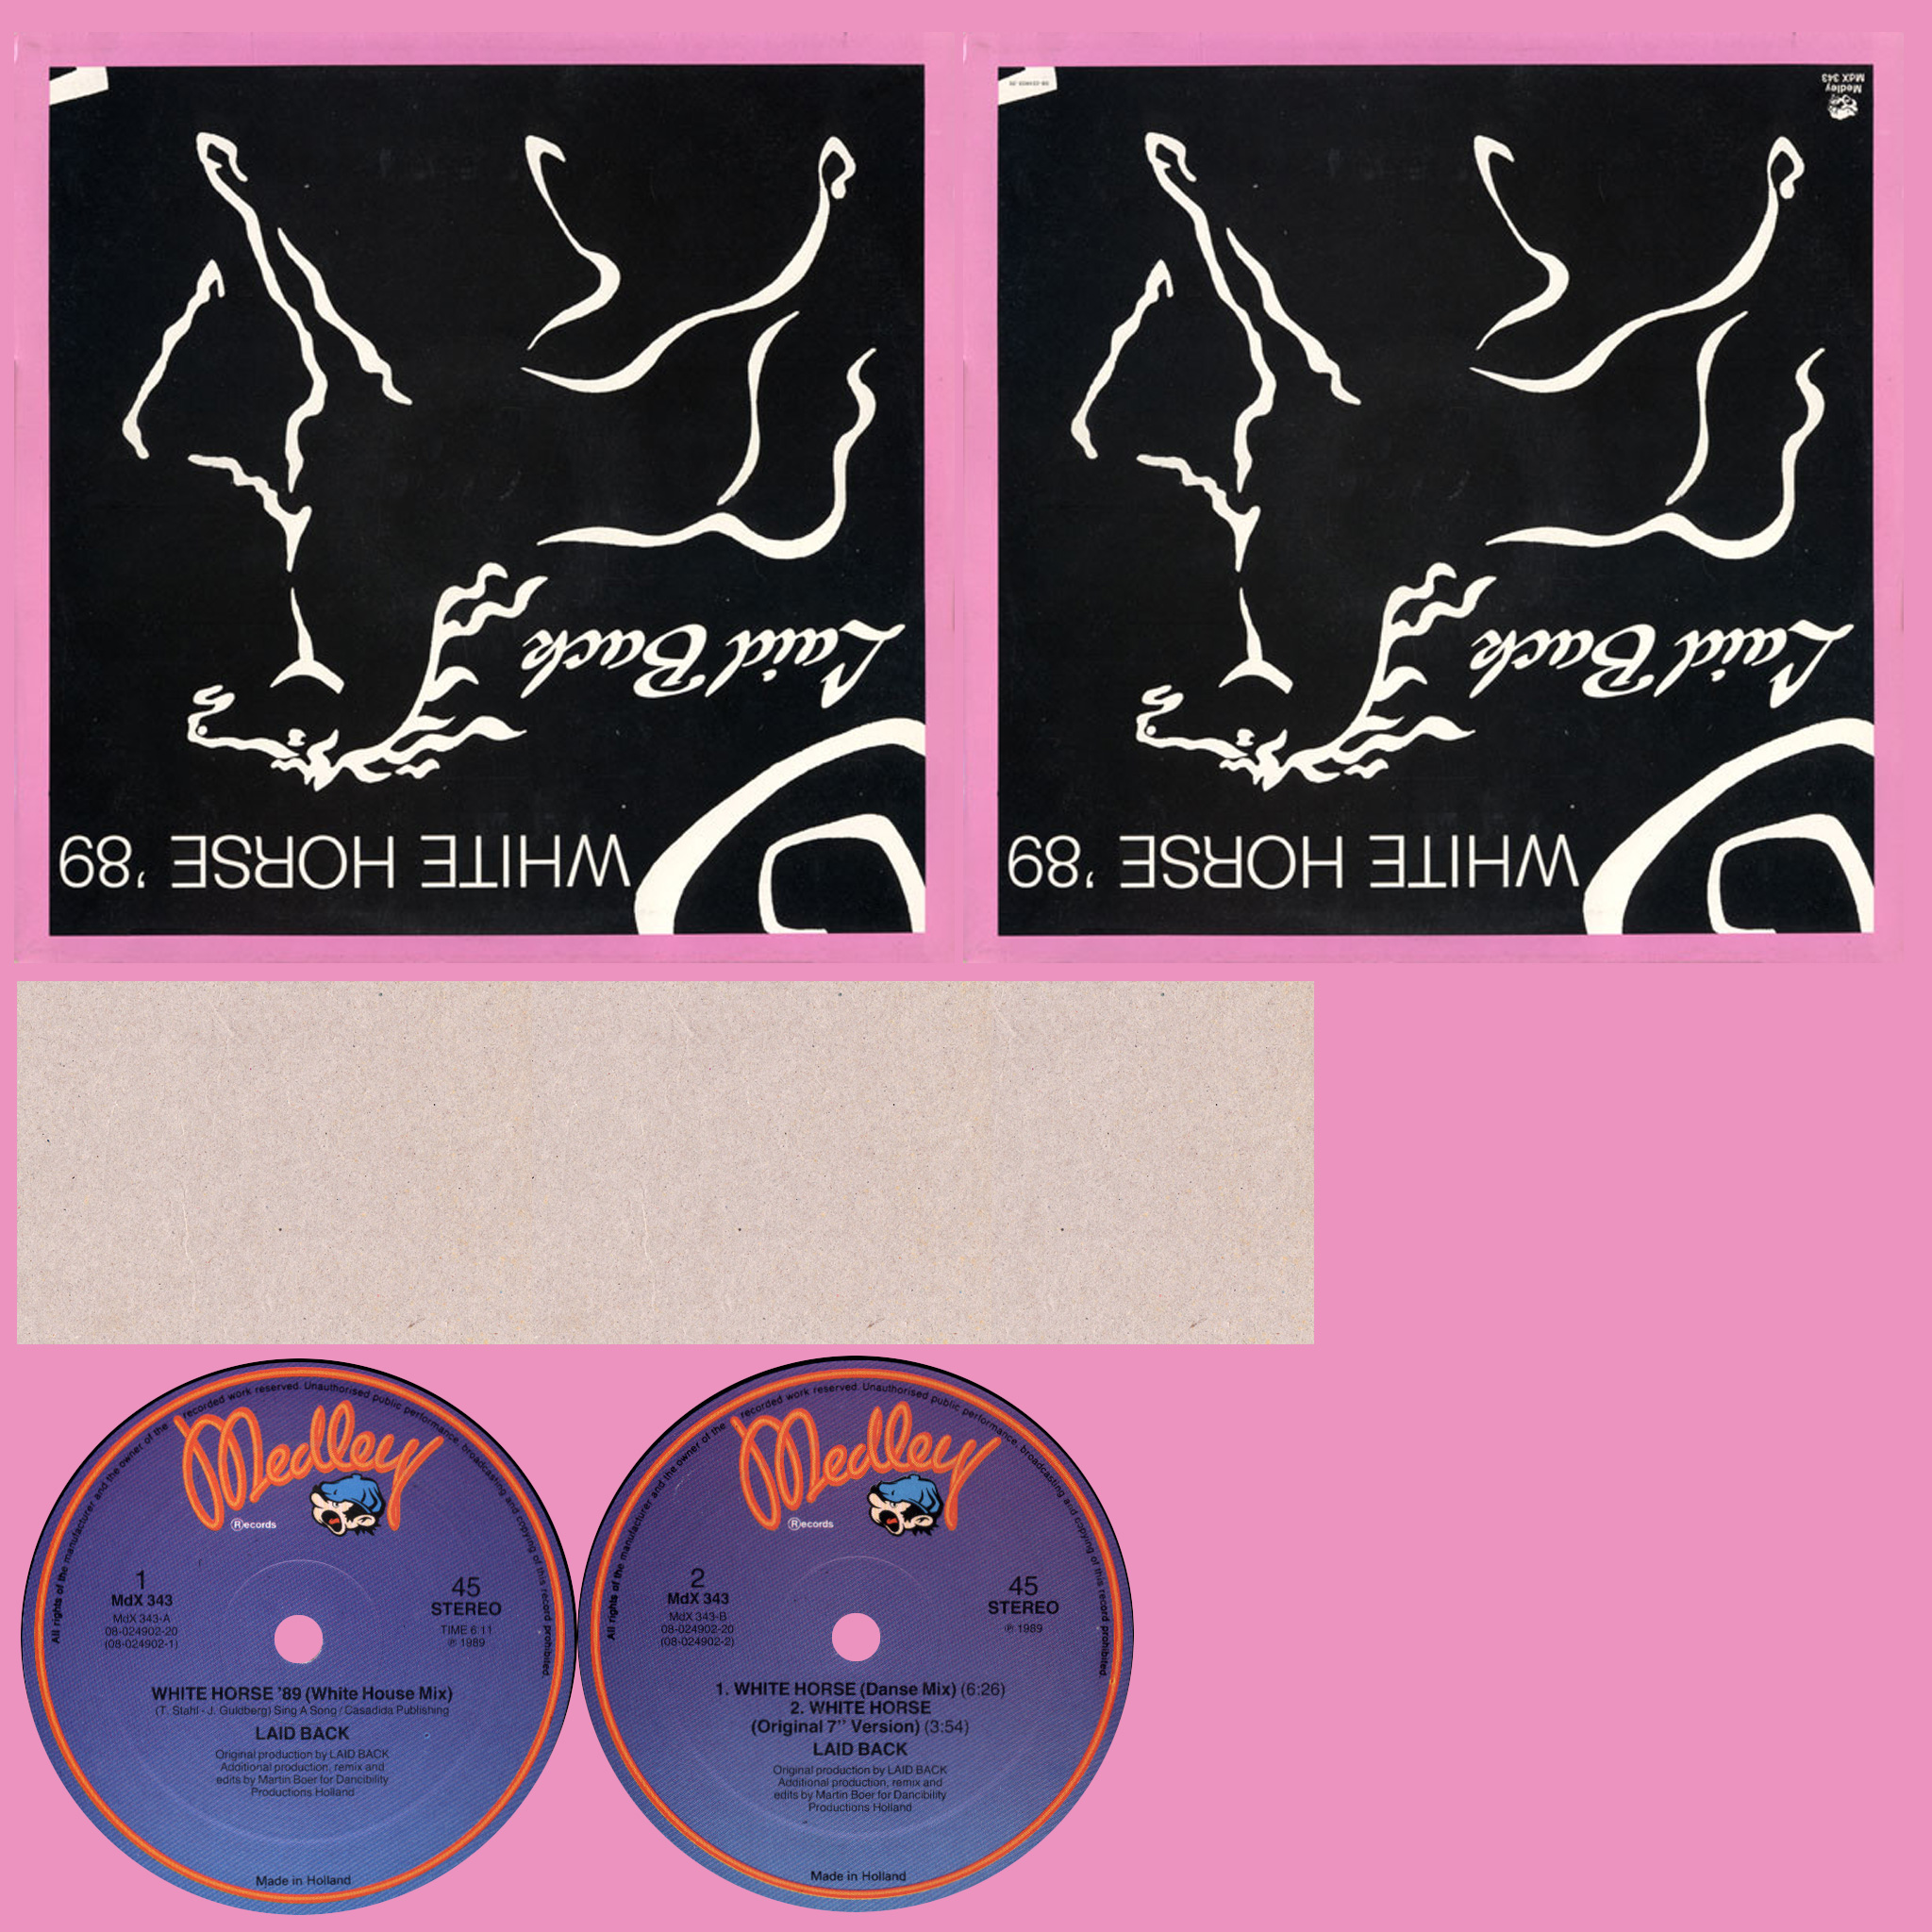 Laid Back
WHITE HORSE '89
Medley
MdX 343
Laid Back
WHITE HORSE '89
All rights of the manufacturer and the owner of the recorded work reserved. Unauthorised public performance, broadcasting and copying of this record prohibited.
Medley
Records
1
MdX 343
MdX 343-A
08-024902-20
(08-024902-1)
45
STEREO
TIME 6:11
℗ 1989
WHITE HORSE '89 (White House Mix)
(T. Stahl - J. Guldberg) Sing A Song / Casadida Publishing
LAID BACK
Original production by LAID BACK
Additional production, remix and
edits by Martin Boer for Dancibility
Productions Holland
Made in Holland
All rights of the manufacturer and the owner of the recorded work reserved. Unauthorised public performance, broadcasting and copying of this record prohibited.
Medley
Records
2
MdX 343
MdX 343-B
08-024902-20
(08-024902-2)
45
STEREO
℗ 1989
1. WHITE HORSE (Danse Mix) (6:26)
2. WHITE HORSE
(Original 7'' Version) (3:54)
LAID BACK
Original production by LAID BACK
Additional production, remix and
edits by Martin Boer for Dancibility
Productions Holland
Made in Holland